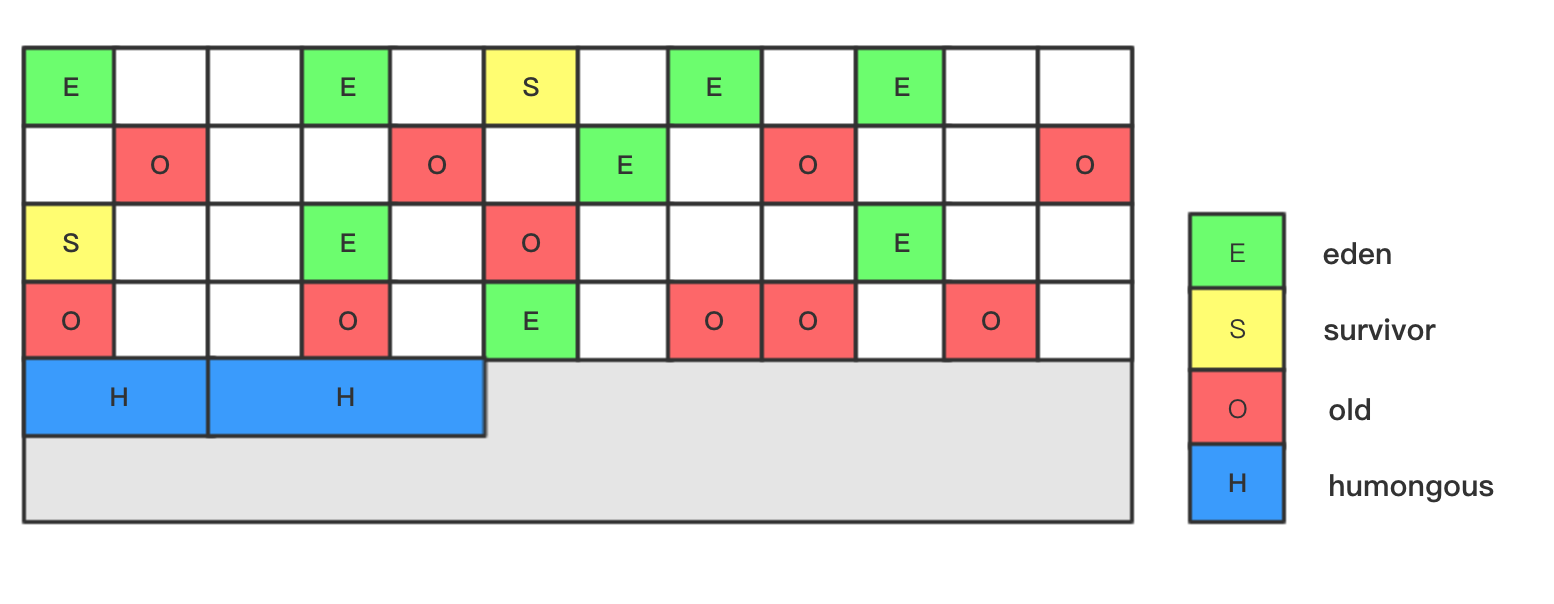 E E S E E
O O E O O
S E O E
O O E O O O
H H
E eden
S survivor
O old
H humongous